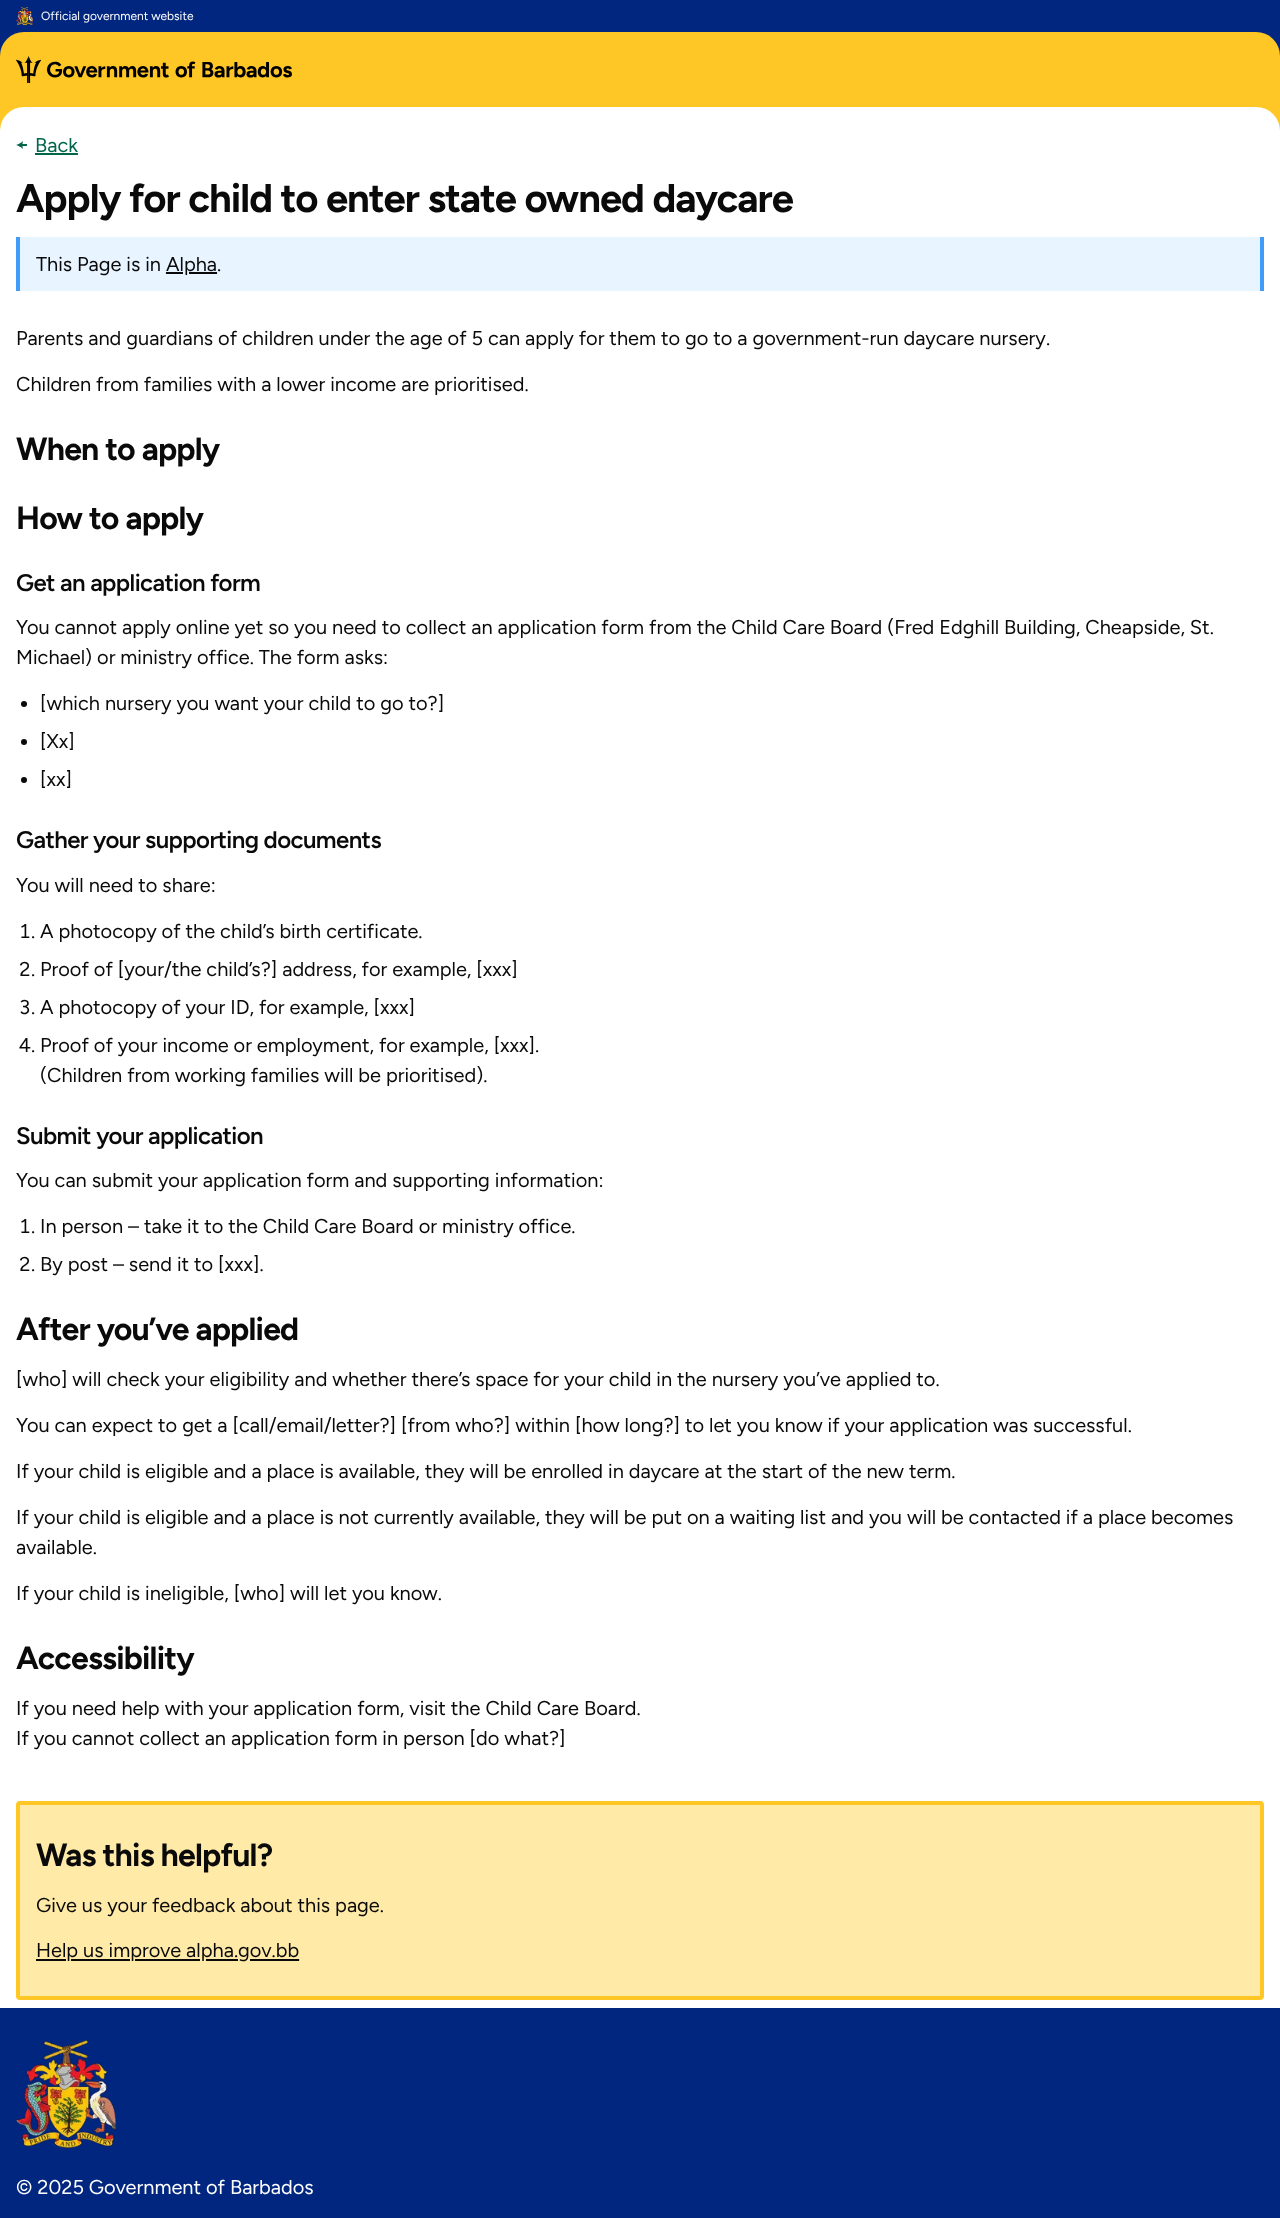 Official government website
Government of Barbados
← Back
Apply for child to enter state owned daycare
This Page is in Alpha.
Parents and guardians of children under the age of 5 can apply for them to go to a government-run daycare nursery.
Children from families with a lower income are prioritised.
When to apply
How to apply
Get an application form
You cannot apply online yet so you need to collect an application form from the Child Care Board (Fred Edghill Building, Cheapside, St.
Michael) or ministry office. The form asks:
• [which nursery you want your child to go to?]
• [Xx]
• [xx]
Gather your supporting documents
You will need to share:
1. A photocopy of the child’s birth certificate.
2. Proof of [your/the child’s?] address, for example, [xxx]
3. A photocopy of your ID, for example, [xxx]
4. Proof of your income or employment, for example, [xxx].
(Children from working families will be prioritised).
Submit your application
You can submit your application form and supporting information:
1. In person – take it to the Child Care Board or ministry office.
2. By post – send it to [xxx].
After you’ve applied
[who] will check your eligibility and whether there’s space for your child in the nursery you’ve applied to.
You can expect to get a [call/email/letter?] [from who?] within [how long?] to let you know if your application was successful.
If your child is eligible and a place is available, they will be enrolled in daycare at the start of the new term.
If your child is eligible and a place is not currently available, they will be put on a waiting list and you will be contacted if a place becomes
available.
If your child is ineligible, [who] will let you know.
Accessibility
If you need help with your application form, visit the Child Care Board.
If you cannot collect an application form in person [do what?]
Was this helpful?
Give us your feedback about this page.
Help us improve alpha.gov.bb
PRIDE AND INDUSTRY
© 2025 Government of Barbados